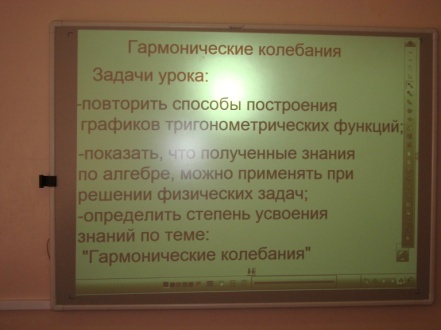 Гармонические колебания
Задачи урока:
-повторить способы построения
графиков тригонометрических функций;
-показать, что полученные знания
по алгебре, можно применять при
решении физических задач;
-определить степень усвоения
знаний по теме:
"Гармонические колебания"